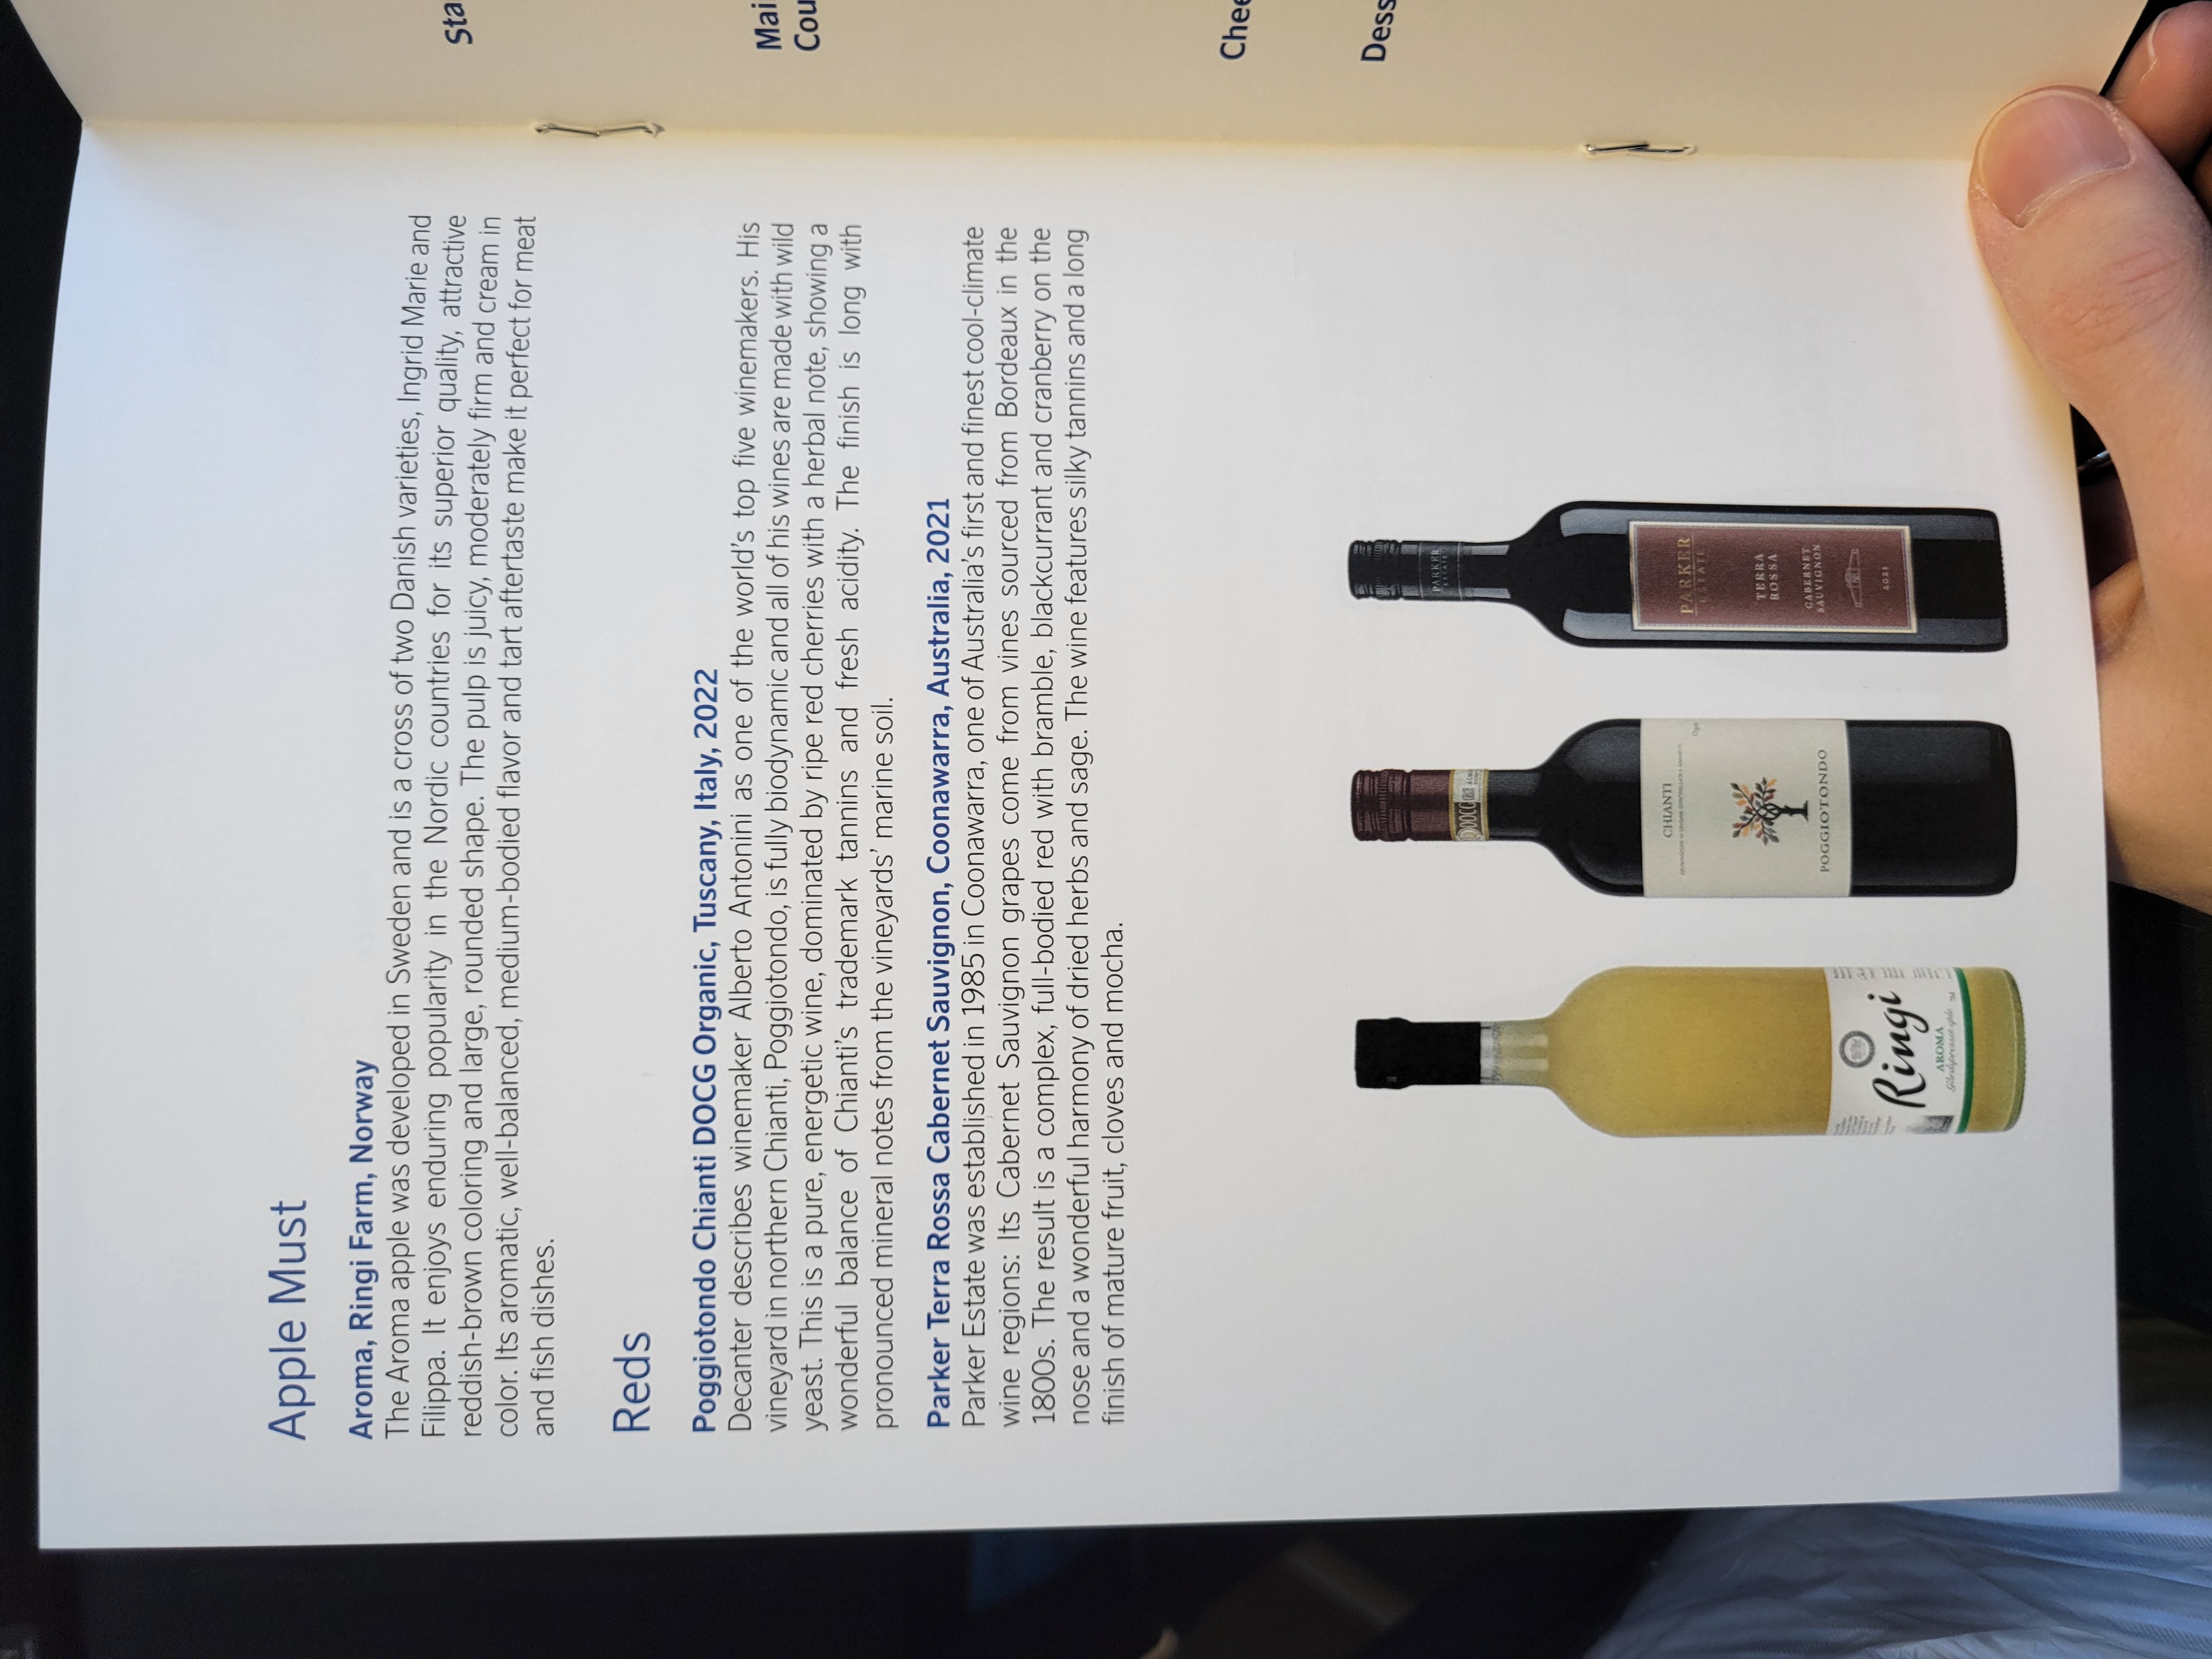 Apple Must
Aroma, Ringi Farm, Norway
The Aroma apple was developed in Sweden and is a cross of two Danish varieties, Ingrid Marie and
Filippa. It enjoys enduring popularity in the Nordic countries for its superior quality, attractive
reddish-brown coloring and large, rounded shape. The pulp is juicy, moderately firm and cream in
color. Its aromatic, well-balanced, medium-bodied flavor and tart aftertaste make it perfect for meat
and fish dishes.
Reds
Poggiotondo Chianti DOCG Organic, Tuscany, Italy, 2022
Decanter describes winemaker Alberto Antonini as one of the world's top five winemakers. His
vineyard in northern Chianti, Poggiotondo, is fully biodynamic and all of his wines are made with wild
yeast. This is a pure, energetic wine, dominated by ripe red cherries with a herbal note, showing a
wonderful balance of Chianti's trademark tannins and fresh acidity. The finish is long with
pronounced mineral notes from the vineyards' marine soil.
Parker Terra Rossa Cabernet Sauvignon, Coonawarra, Australia, 2021
Parker Estate was established in 1985 in Coonawarra, one of Australia's first and finest cool-climate
wine regions: Its Cabernet Sauvignon grapes come from vines sourced from Bordeaux in the
1800s. The result is a complex, full-bodied red with bramble, blackcurrant and cranberry on the
nose and a wonderful harmony of dried herbs and sage. The wine features silky tannins and a long
finish of mature fruit, cloves and mocha.
Ringi
AROMA
DOCG
CHIANTI
POGGIOTONDO
PARKER
ESTATE
PARKER
ESTATE
TERRA
ROSSA
CABERNET
SAUVIGNON
2021
Sta
Mai
Cou
Chee
Dess